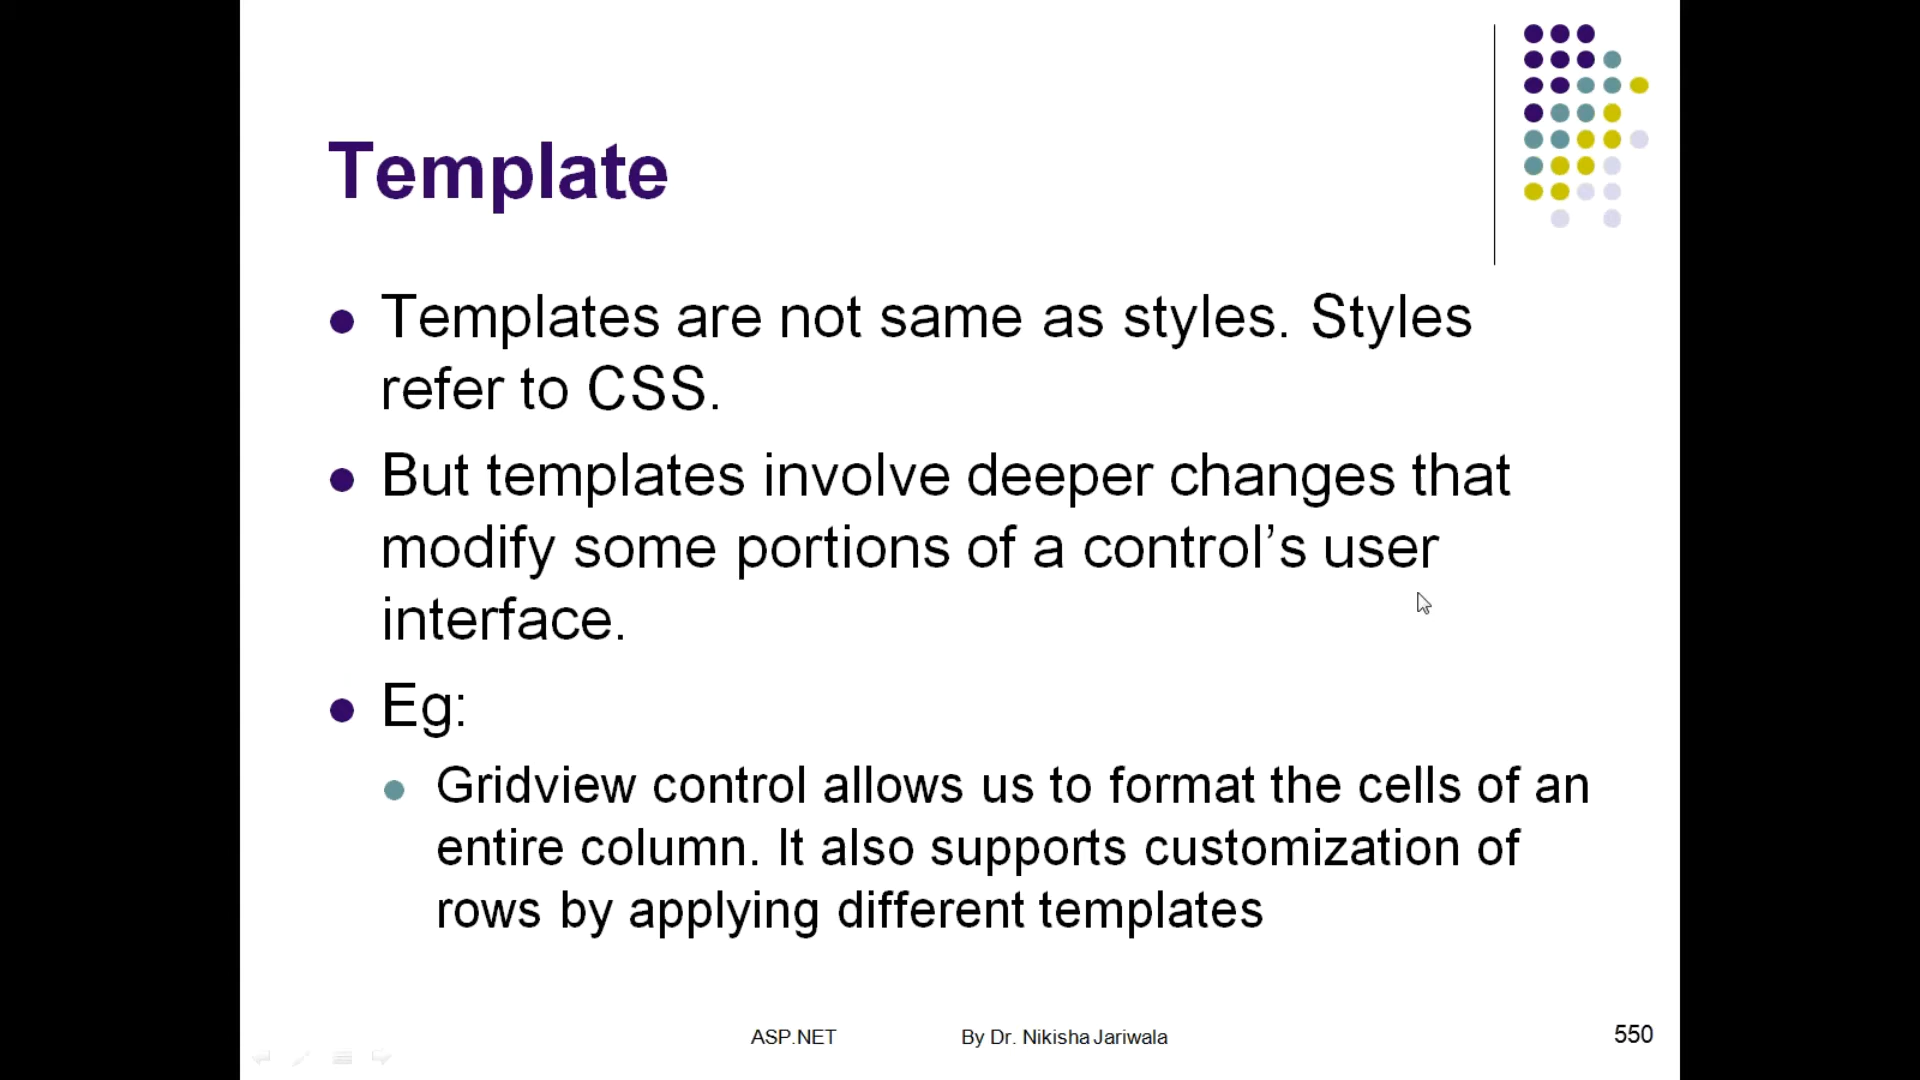 Template
Templates are not same as styles. Styles
refer to CSS.
But templates involve deeper changes that
modify some portions of a control’s user
interface.
Eg:
Gridview control allows us to format the cells of an
entire column. It also supports customization of
rows by applying different templates
ASP.NET By Dr. Nikisha Jariwala 550